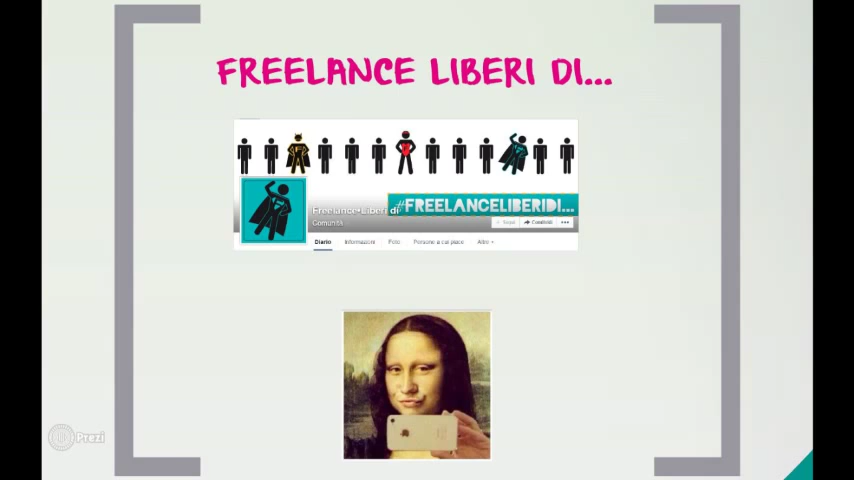 FREELANCE LIBERI DI...
#FREELANCELIBERIDI...
Freelance•Liberi di
Comunità
Segui
Condividi
Diario Informazioni Foto Persone a cui piace Altro
Prezi